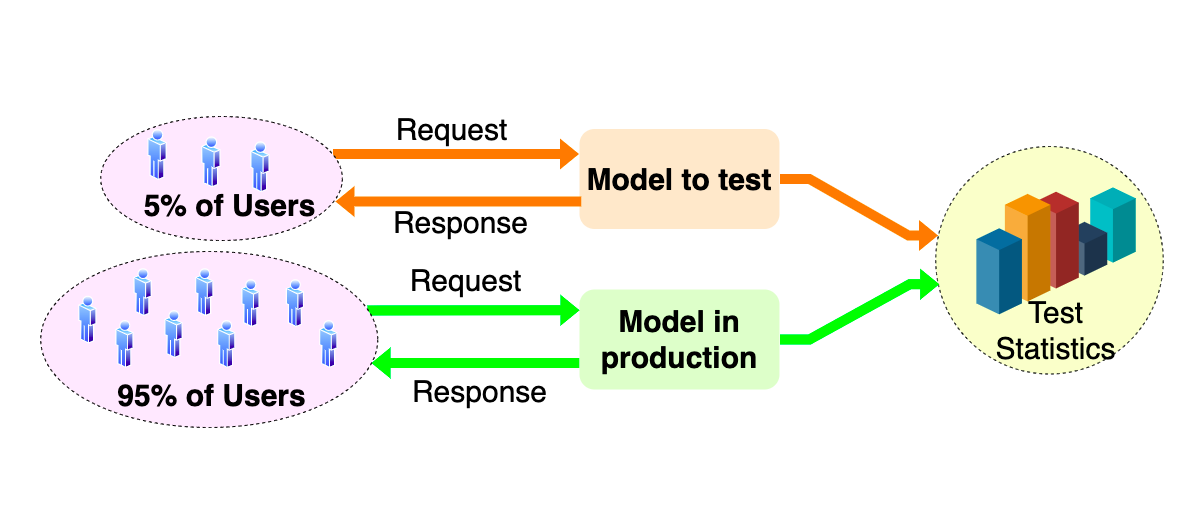 Request
5% of Users
Response
Model to test
Request
95% of Users
Response
Model in
production
Test
Statistics